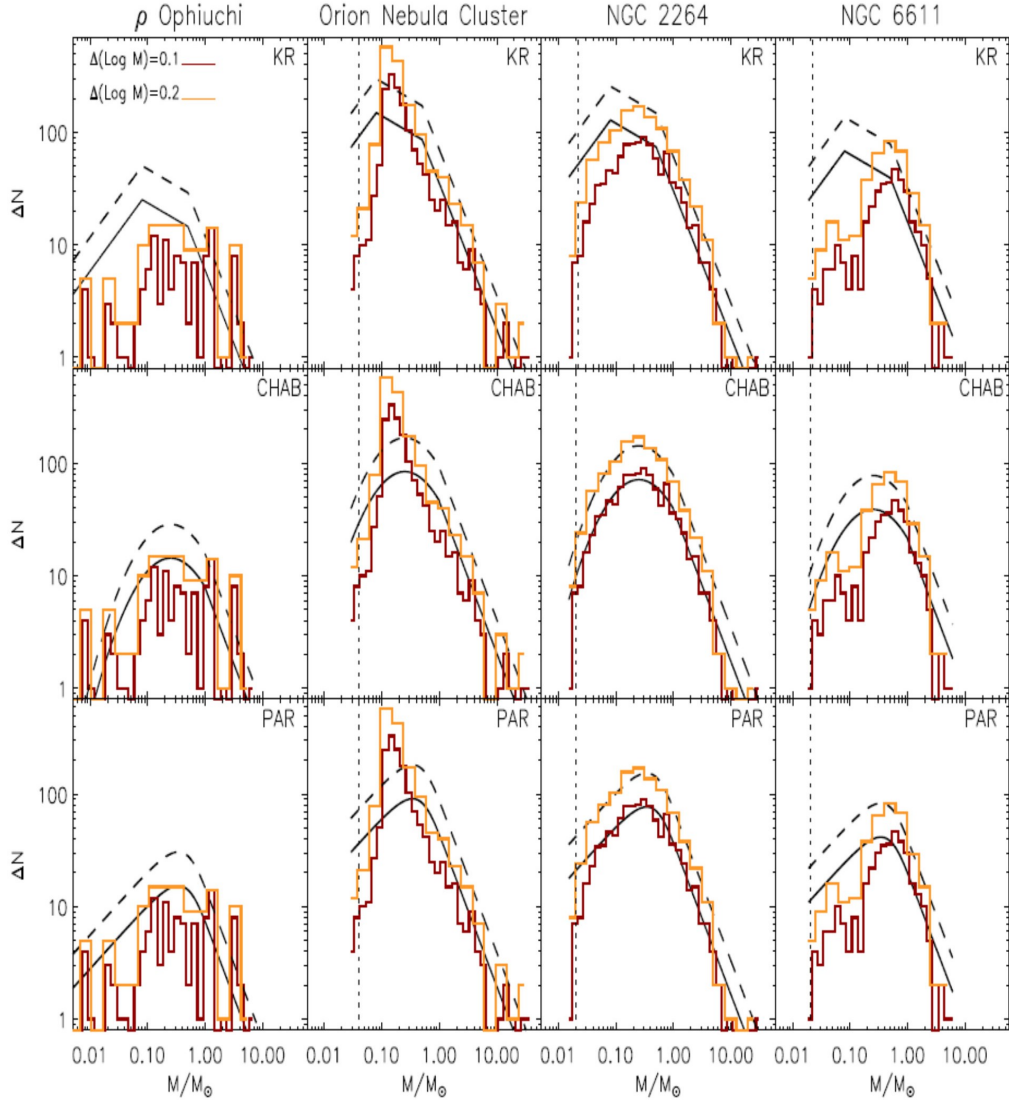 ρ Ophiuchi Orion Nebula Cluster NGC 2264 NGC 6611
Δ(Log M)=0.1
Δ(Log M)=0.2
KR KR KR KR
100
10
1
ΔN
CHAB CHAB CHAB CHAB
100
10
1
ΔN
PAR PAR PAR PAR
100
10
1
ΔN
0.01 0.10 1.00 10.00 0.01 0.10 1.00 10.00 0.01 0.10 1.00 10.00 0.01 0.10 1.00 10.00
M/M⊙ M/M⊙ M/M⊙ M/M⊙